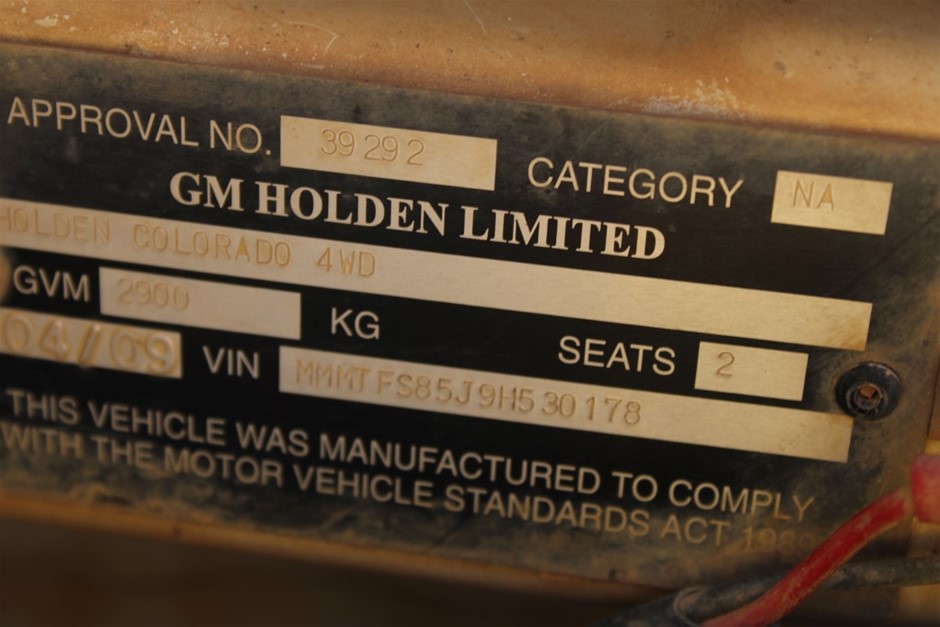 APPROVAL NO. 39292 CATEGORY NA
GM HOLDEN LIMITED
HOLDEN COLORADO 4WD
GVM 2900 KG SEATS 2
04/09 VIN MMMTFS85J9H530178
THIS VEHICLE WAS MANUFACTURED TO COMPLY
WITH THE MOTOR VEHICLE STANDARDS ACT 1989